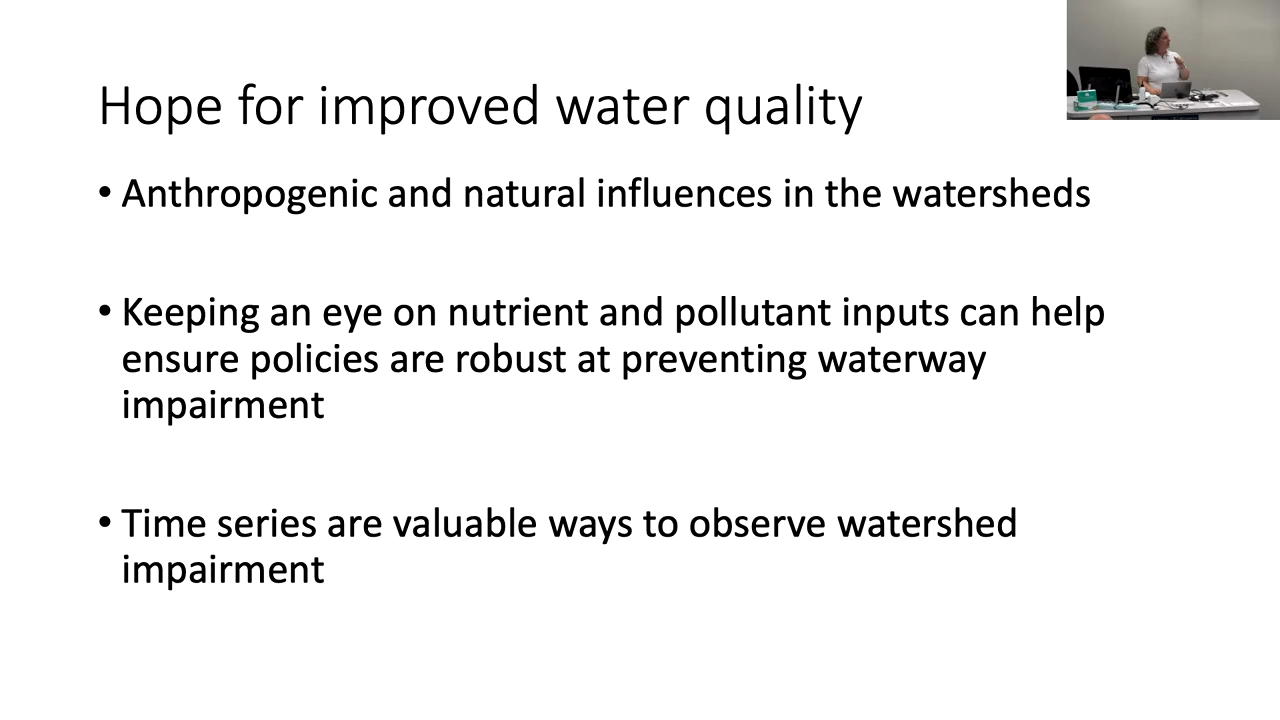 Hope for improved water quality
• Anthropogenic and natural influences in the watersheds
• Keeping an eye on nutrient and pollutant inputs can help
ensure policies are robust at preventing waterway
impairment
• Time series are valuable ways to observe watershed
impairment